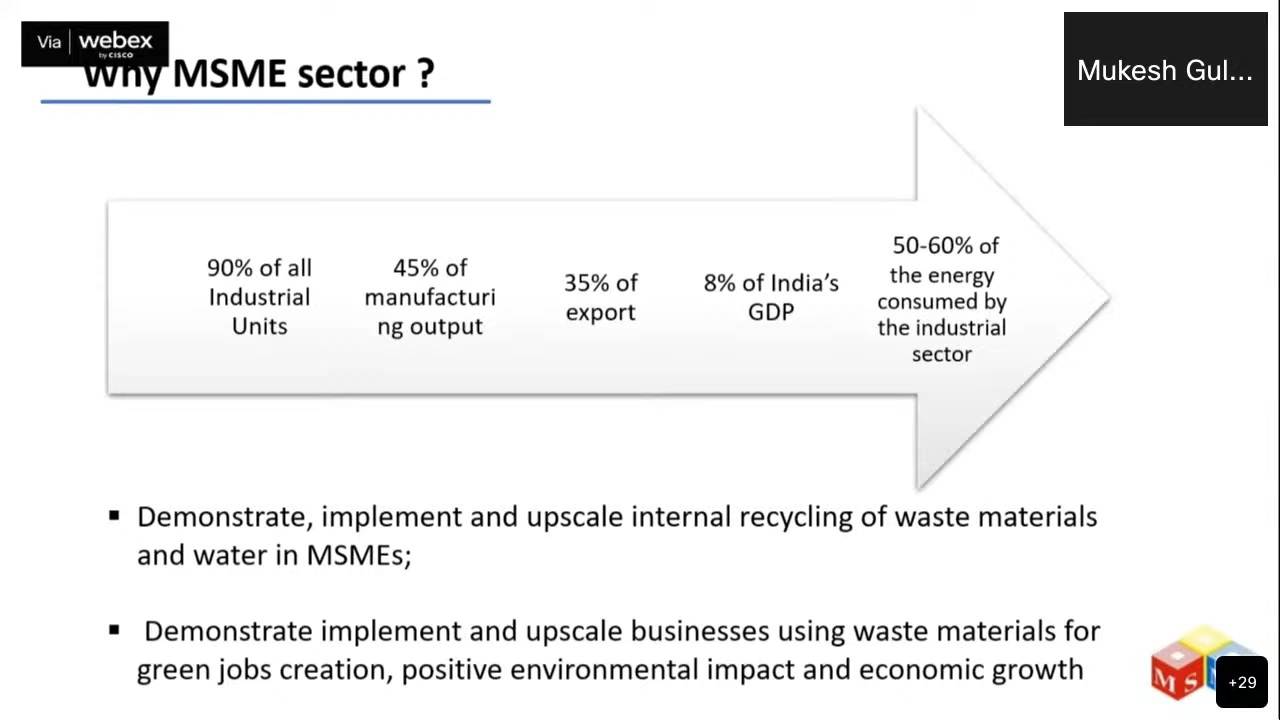 Via webex
by CISCO
Mukesh Gul...
Why MSME sector ?
90% of all
Industrial
Units
45% of
manufacturi
ng output
35% of
export
8% of India’s
GDP
50-60% of
the energy
consumed by
the industrial
sector
▪ Demonstrate, implement and upscale internal recycling of waste materials
and water in MSMEs;
▪ Demonstrate implement and upscale businesses using waste materials for
green jobs creation, positive environmental impact and economic growth
M S
+29